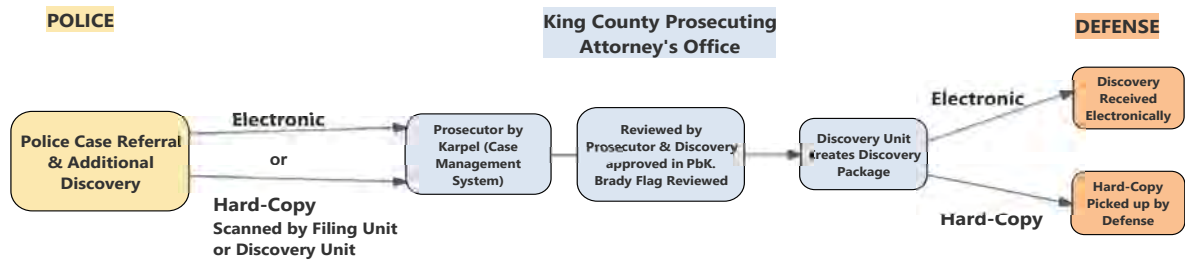 POLICE
King County Prosecuting
Attorney's Office
DEFENSE
Police Case Referral
& Additional
Discovery
Electronic
or
Hard-Copy
Scanned by Filing Unit
or Discovery Unit
Prosecutor by
Karpel (Case
Management
System)
Reviewed by
Prosecutor & Discovery
approved in PbK.
Brady Flag Reviewed
Discovery Unit
Creates Discovery
Package
Electronic
Hard-Copy
Discovery
Received
Electronically
Hard-Copy
Picked up by
Defense